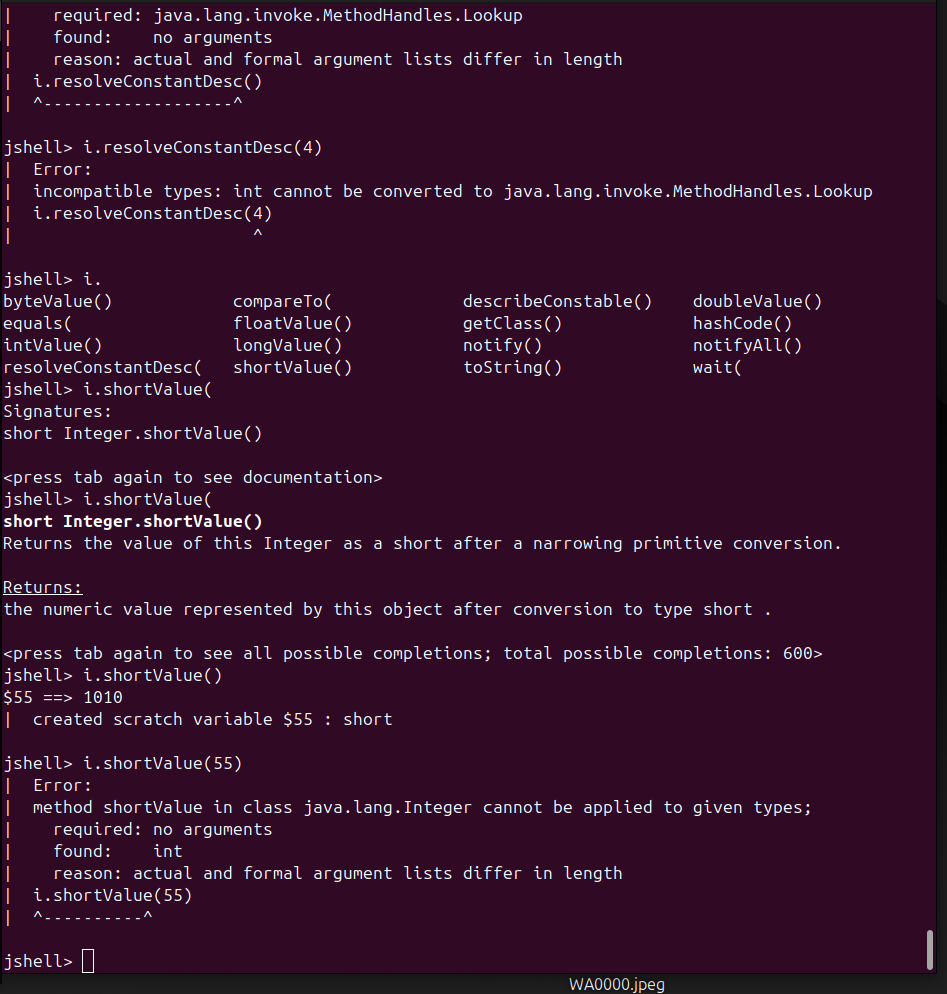 |    required: java.lang.invoke.MethodHandles.Lookup
|    found:    no arguments
|    reason: actual and formal argument lists differ in length
|  i.resolveConstantDesc()
|  ^-------------------^

jshell> i.resolveConstantDesc(4)
|  Error:
|  incompatible types: int cannot be converted to java.lang.invoke.MethodHandles.Lookup
|  i.resolveConstantDesc(4)
|                        ^

jshell> i.
byteValue()            compareTo(             describeConstable()    doubleValue()
equals(                floatValue()           getClass()             hashCode()
intValue()             longValue()            notify()               notifyAll()
resolveConstantDesc(   shortValue()           toString()             wait(
jshell> i.shortValue(
Signatures:
short Integer.shortValue()

<press tab again to see documentation>
jshell> i.shortValue(
short Integer.shortValue()
Returns the value of this Integer as a short after a narrowing primitive conversion.

Returns:
the numeric value represented by this object after conversion to type short .

<press tab again to see all possible completions; total possible completions: 600>
jshell> i.shortValue()
$55 ==> 1010
|  created scratch variable $55 : short

jshell> i.shortValue(55)
|  Error:
|  method shortValue in class java.lang.Integer cannot be applied to given types;
|    required: no arguments
|    found:    int
|    reason: actual and formal argument lists differ in length
|  i.shortValue(55)
|  ^----------^

jshell>
WA0000.jpeg